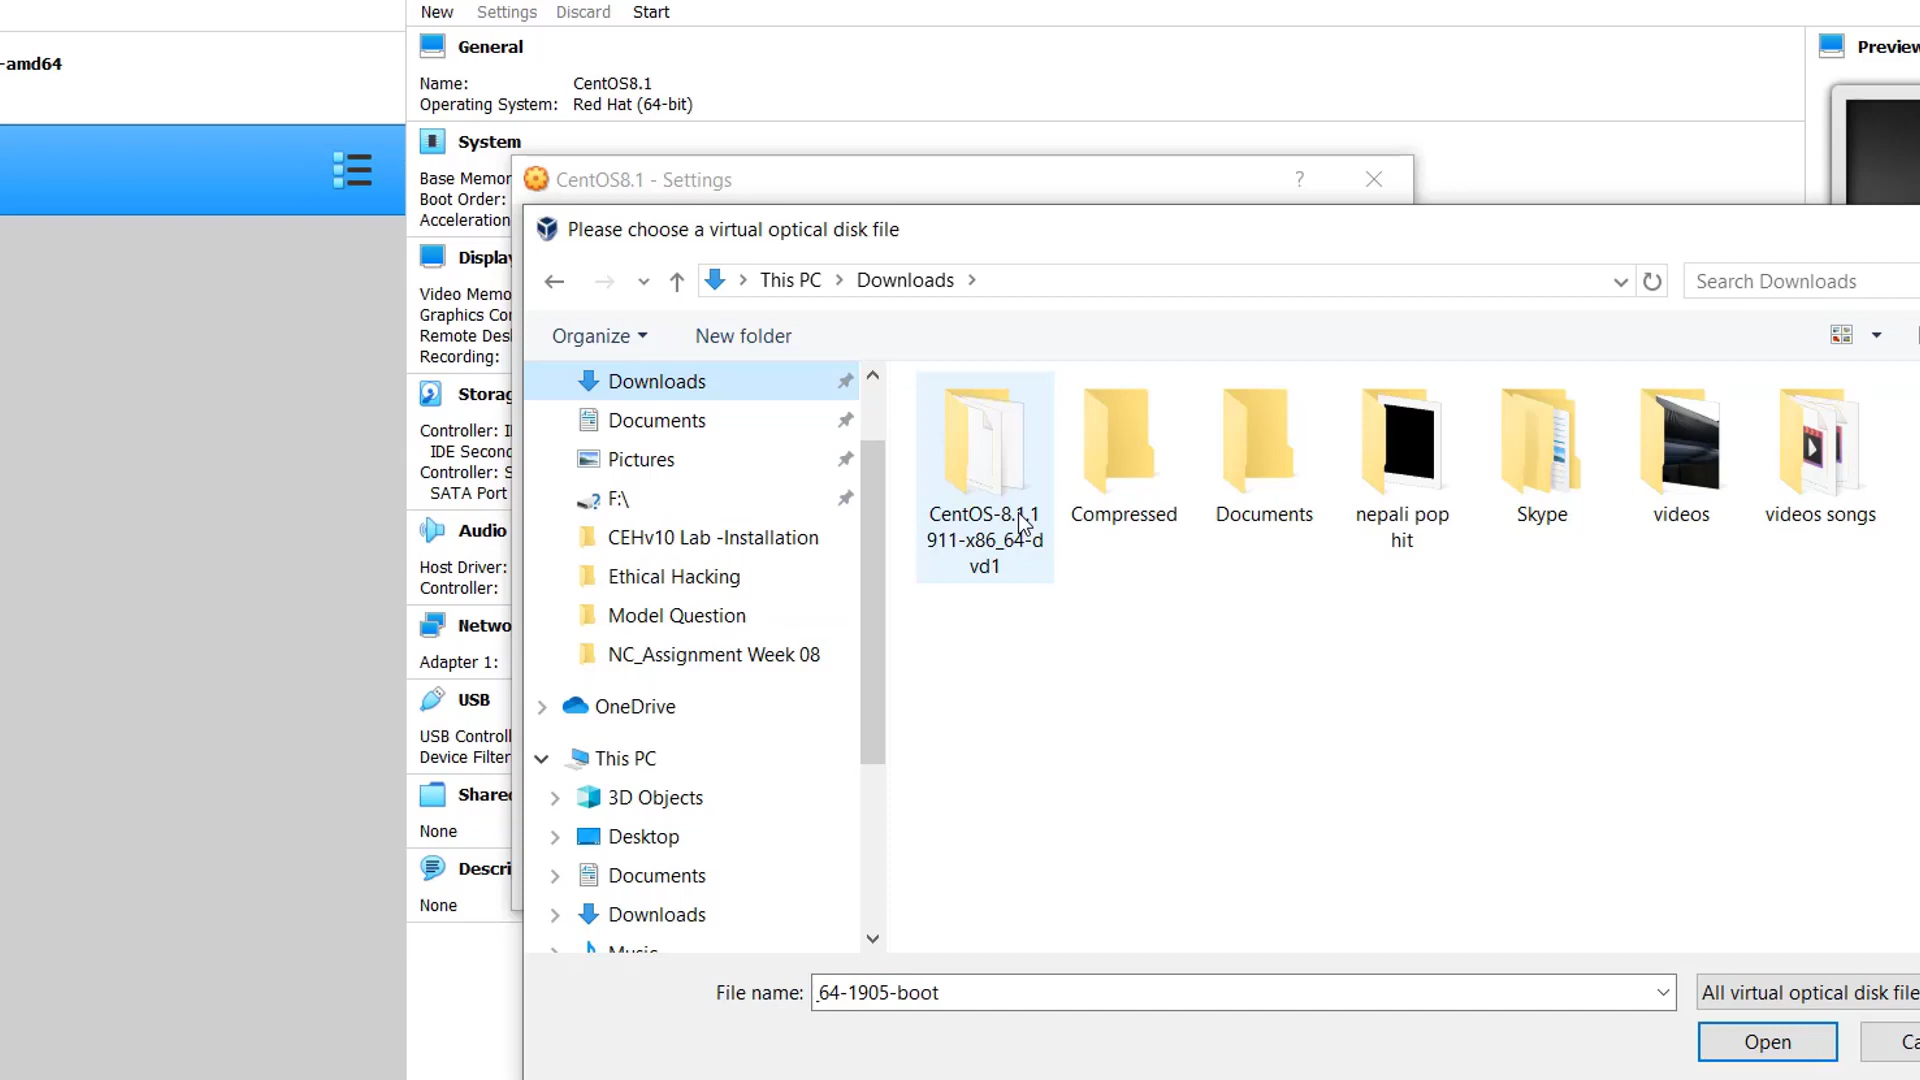 New Settings Discard Start
-amd64
General
Preview
Name: CentOS8.1
Operating System: Red Hat (64-bit)
System
Base Memor
Boot Order:
Acceleration
CentOS8.1 - Settings ?
Please choose a virtual optical disk file
This PC > Downloads >
Search Downloads
Organize
New folder
Display
Video Memo
Graphics Con
Remote Desk
Recording:
Storag
Controller: I
IDE Second
Controller: S
SATA Port
Audio
Host Driver:
Controller:
Netwo
Adapter 1:
USB
USB Controll
Device Filter
Shared
None
Descri
None
Downloads
Documents
Pictures
F:\
CEHv10 Lab -Installation
Ethical Hacking
Model Question
NC_Assignment Week 08
OneDrive
This PC
3D Objects
Desktop
Documents
Downloads
Music
CentOS-8.1.1
911-x86_64-d
vd1
Compressed
Documents
nepali pop
hit
Skype
videos
videos songs
File name: _64-1905-boot
All virtual optical disk file
Open
Ca